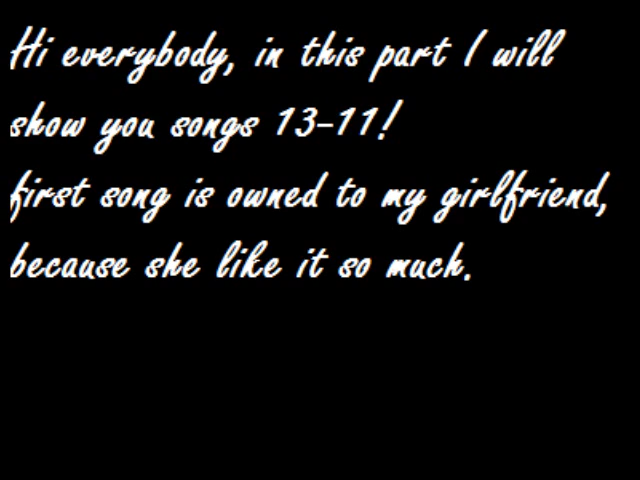 Hi everybody, in this part I will
show you songs 13-11!
first song is owned to my girlfriend,
because she like it so much.